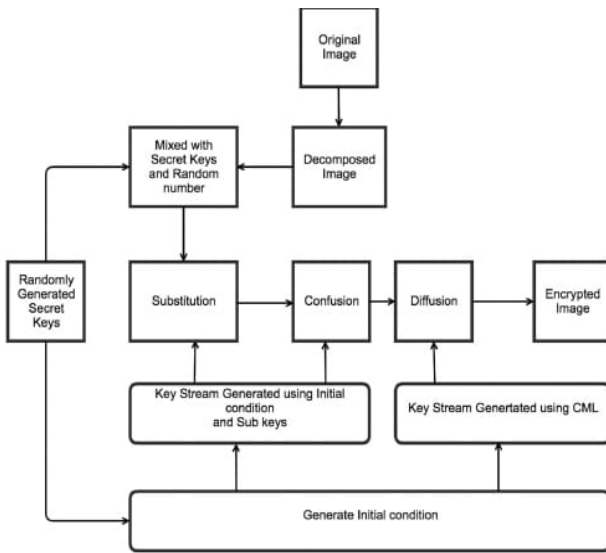 Original
Image
Mixed with
Secret Keys
and Random
number
Decomposed
Image
Randomly
Generated
Secret
Keys
Substitution
Confusion
Diffusion
Encrypted
Image
Key Stream Generated using Initial
condition
and Sub keys
Key Stream Genertated using CML
Generate Initial condition